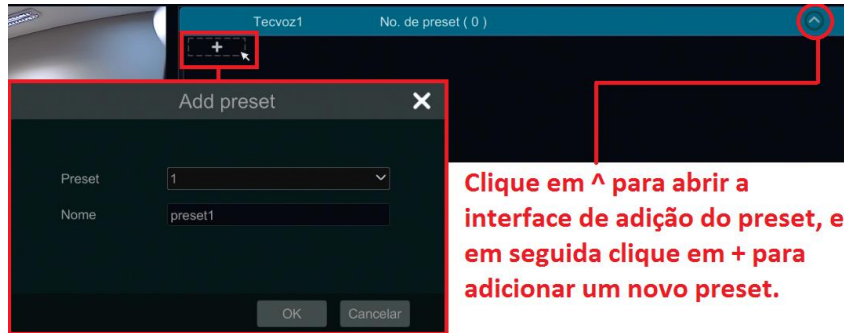 Tecvoz1 No. de preset ( 0 )
+
Add preset
Preset 1
Nome preset1
OK Cancelar
Clique em ^ para abrir a
interface de adição do preset, e
em seguida clique em + para
adicionar um novo preset.